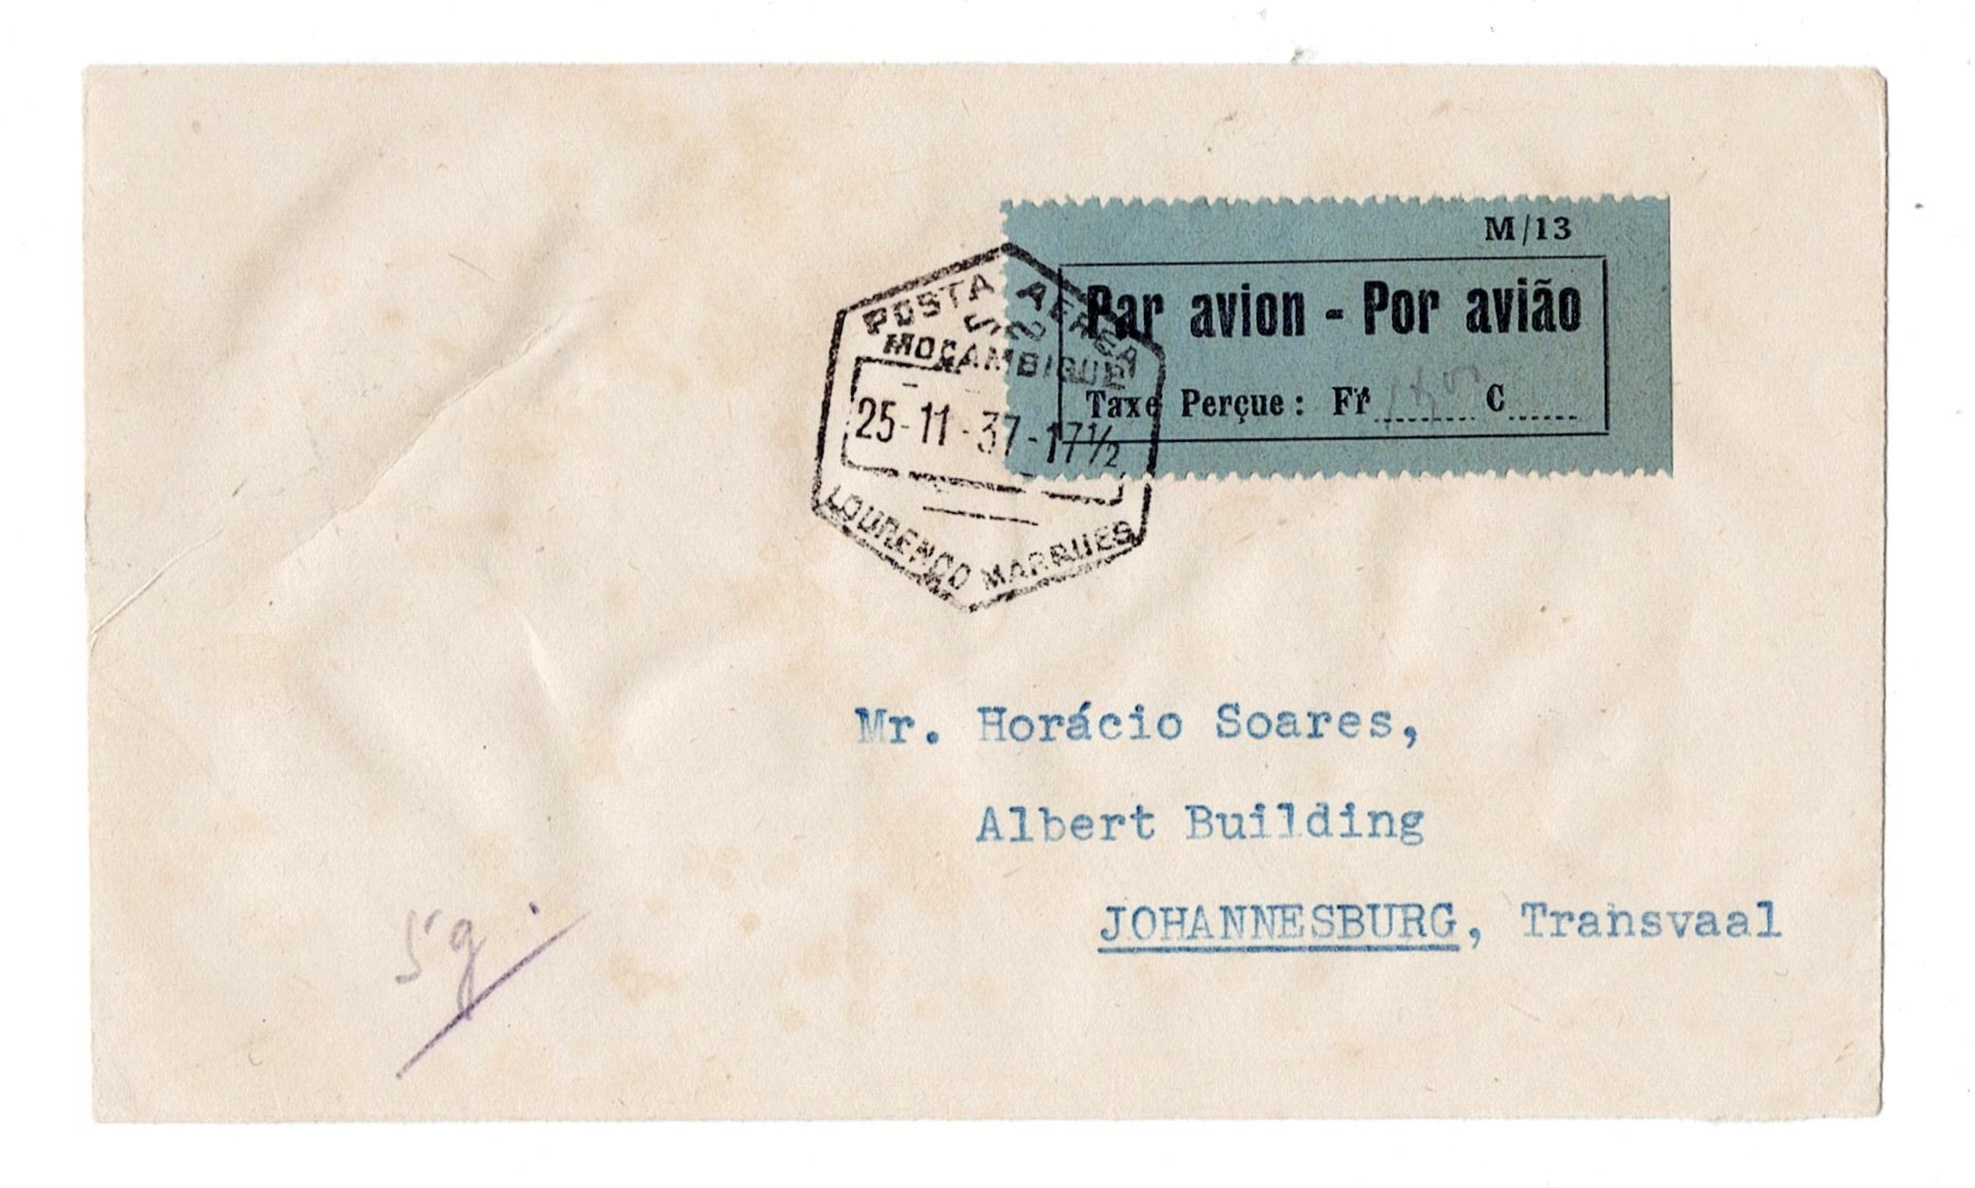 M/13
Par avion - Por avião
Taxe Perçue: Fr. C
POSTA AEREA
MOÇAMBIQUE
25-11-37-17½
LOURENÇO MARQUES
Mr. Horácio Soares,
Albert Building
JOHANNESBURG, Transvaal
5g.